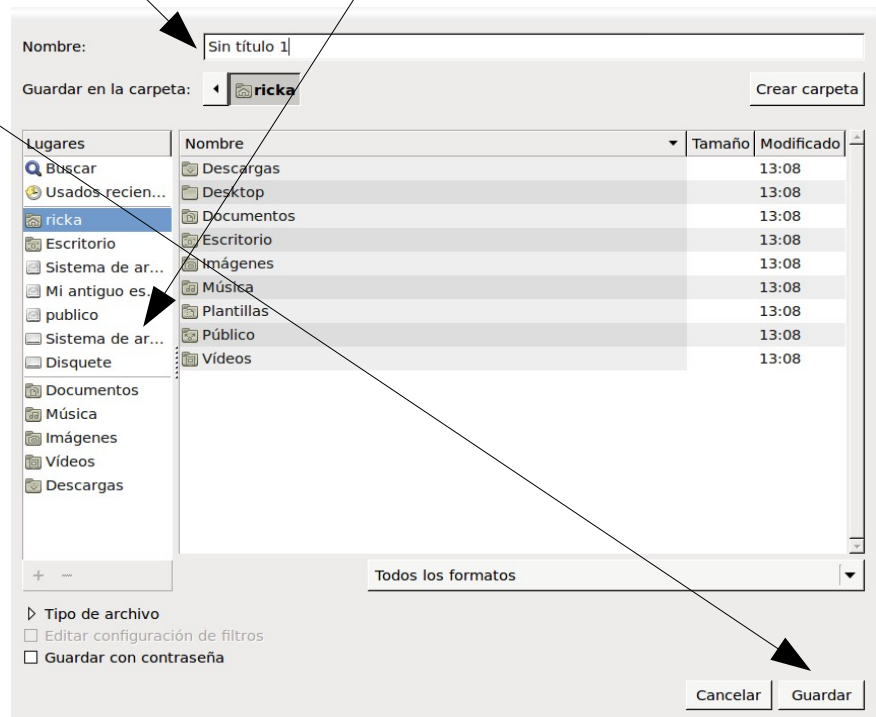 Nombre: Sin título 1
Guardar en la carpeta: ricka Crear carpeta
Lugares
Buscar
Usados recien...
ricka
Escritorio
Sistema de ar...
Mi antiguo es...
publico
Sistema de ar...
Disquete
Documentos
Música
Imágenes
Vídeos
Descargas
Nombre Tamaño Modificado
Descargas 13:08
Desktop 13:08
Documentos 13:08
Escritorio 13:08
Imágenes 13:08
Música 13:08
Plantillas 13:08
Público 13:08
Vídeos 13:08
Todos los formatos
Tipo de archivo
Editar configuración de filtros
Guardar con contraseña
Cancelar Guardar